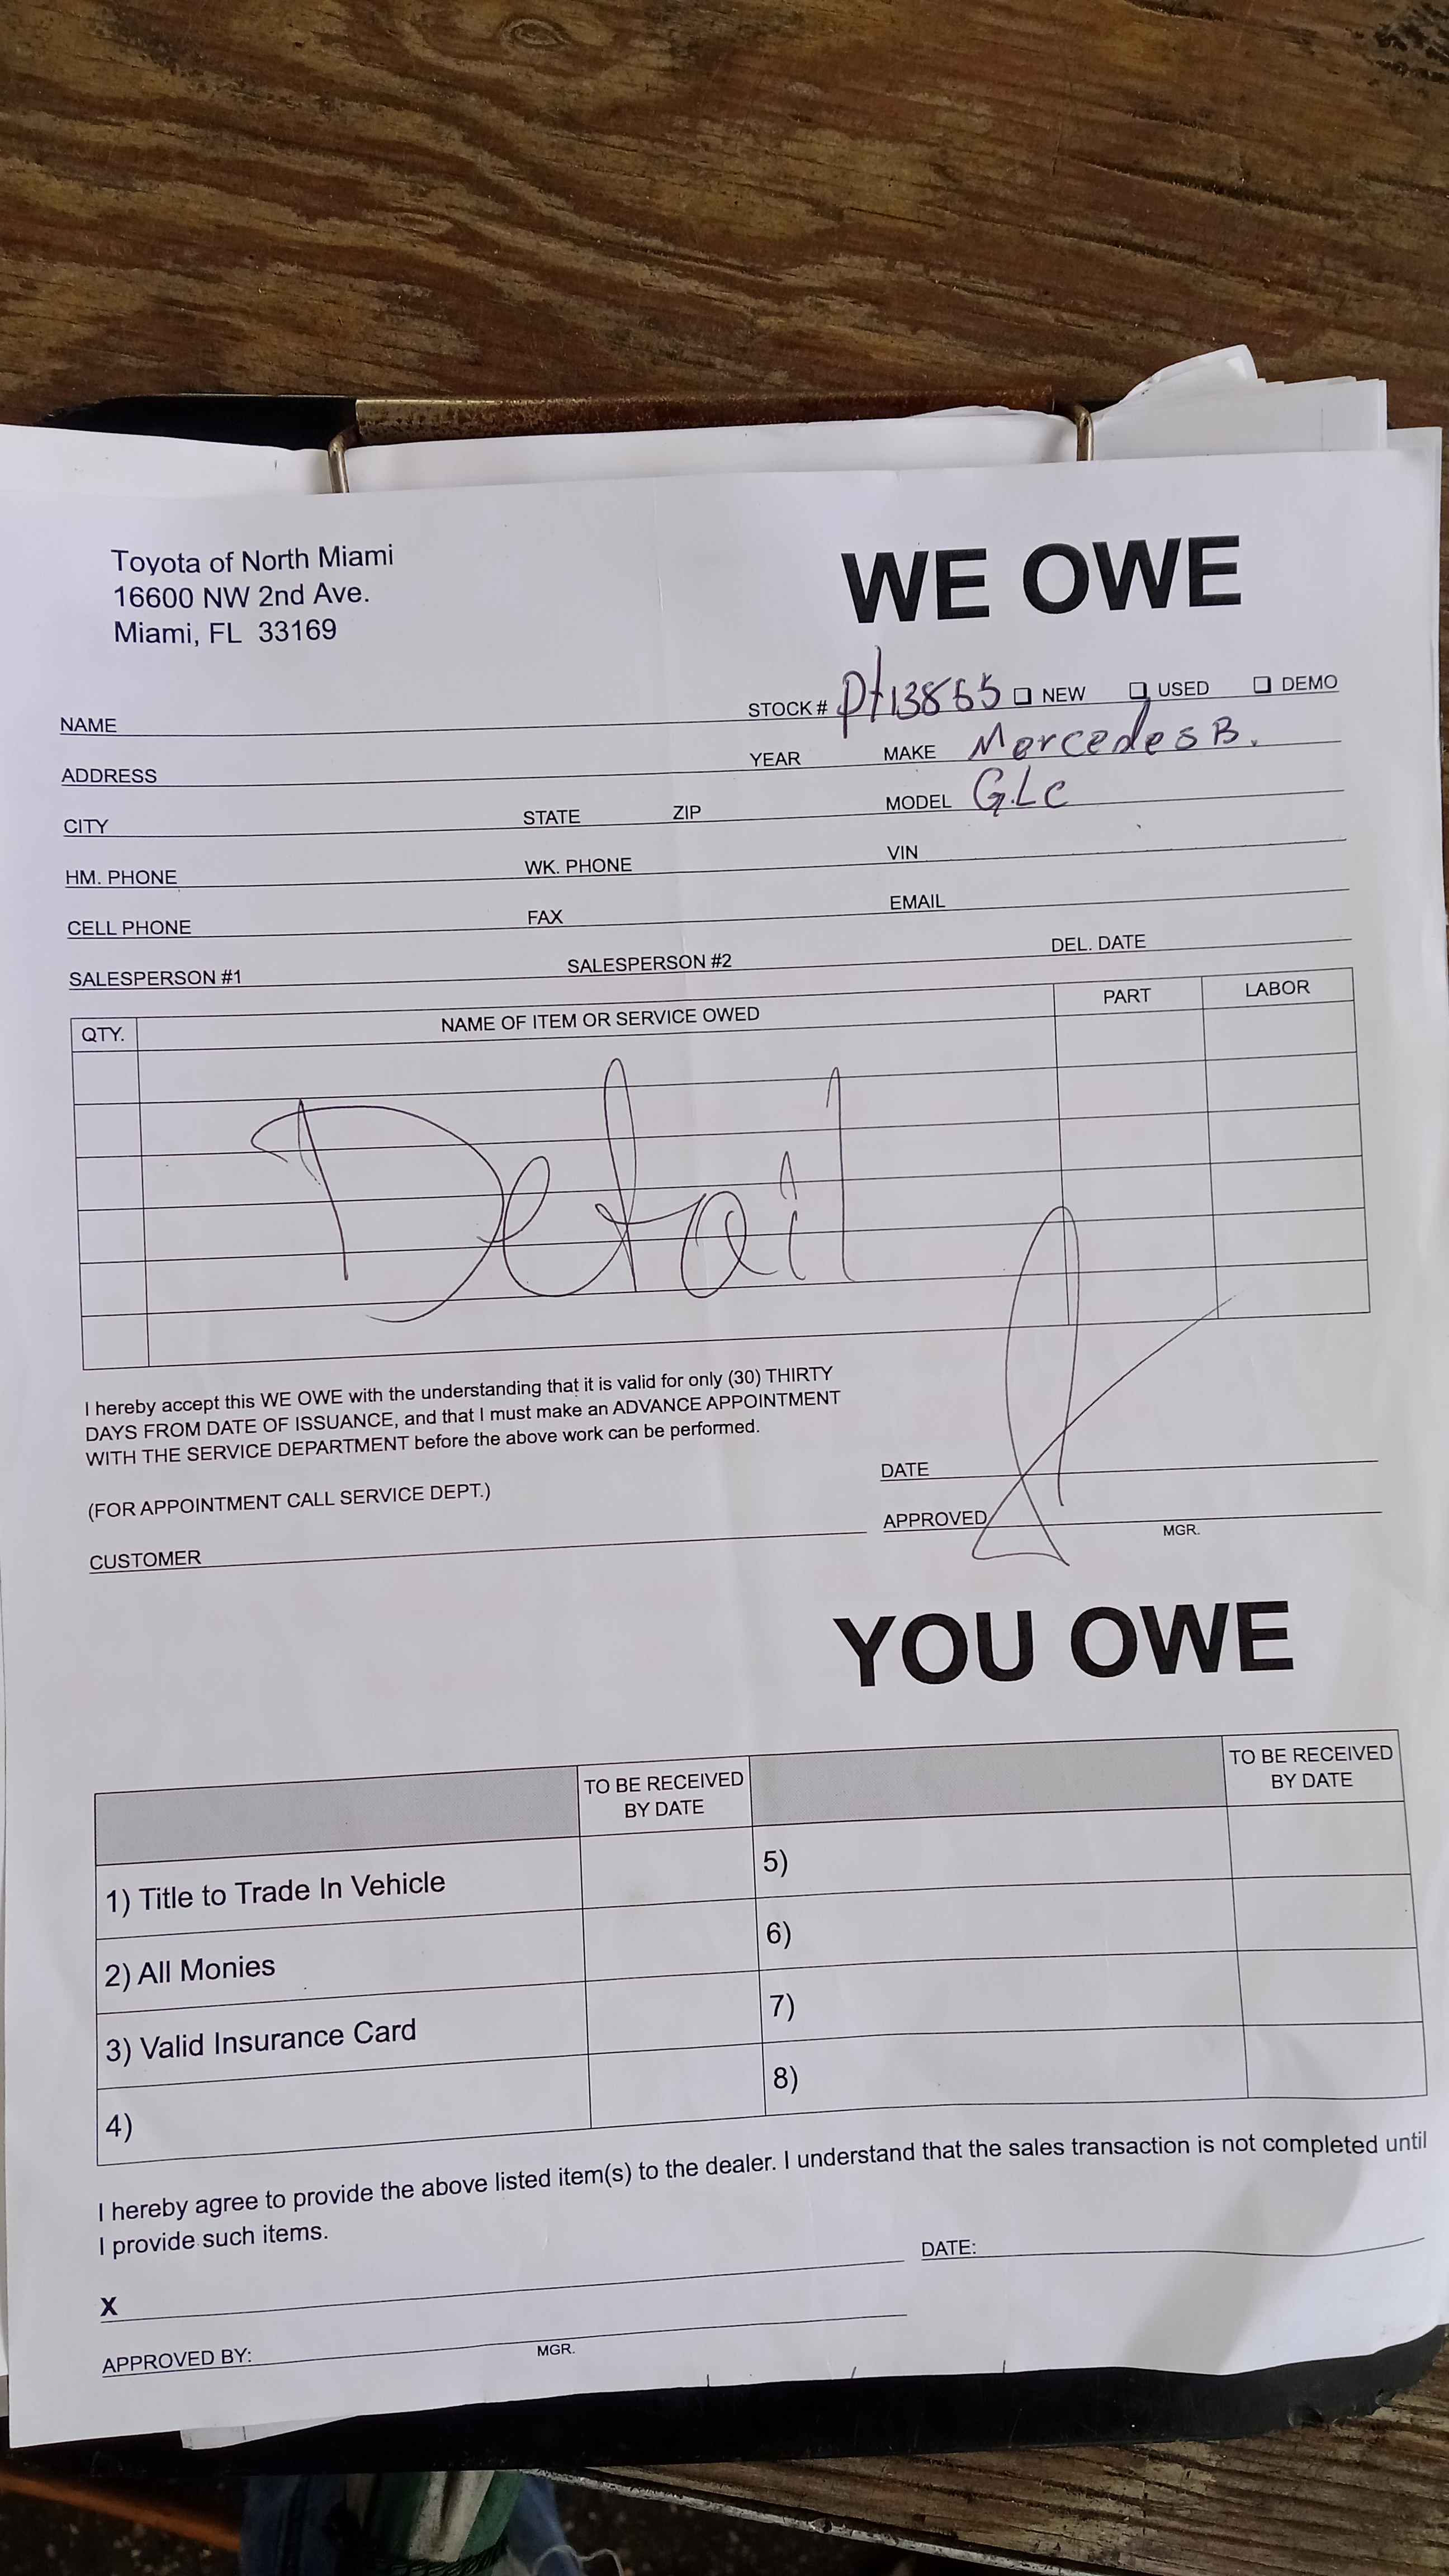 Toyota of North Miami
16600 NW 2nd Ave.
Miami, FL 33169
WE OWE
NAME
STOCK # Pt13865 ❑ NEW ❑ USED ❑ DEMO
ADDRESS
YEAR MAKE Mercedes B.
CITY STATE ZIP MODEL GLC
HM. PHONE WK. PHONE VIN
CELL PHONE FAX EMAIL
SALESPERSON #1 SALESPERSON #2 DEL. DATE
QTY. NAME OF ITEM OR SERVICE OWED PART LABOR
Detail
I hereby accept this WE OWE with the understanding that it is valid for only (30) THIRTY
DAYS FROM DATE OF ISSUANCE, and that I must make an ADVANCE APPOINTMENT
WITH THE SERVICE DEPARTMENT before the above work can be performed.
DATE
(FOR APPOINTMENT CALL SERVICE DEPT.)
APPROVED
MGR.
CUSTOMER
YOU OWE
TO BE RECEIVED
BY DATE
TO BE RECEIVED
BY DATE
1) Title to Trade In Vehicle 5)
2) All Monies 6)
3) Valid Insurance Card 7)
4) 8)
I hereby agree to provide the above listed item(s) to the dealer. I understand that the sales transaction is not completed until
I provide such items.
X DATE:
APPROVED BY: MGR.